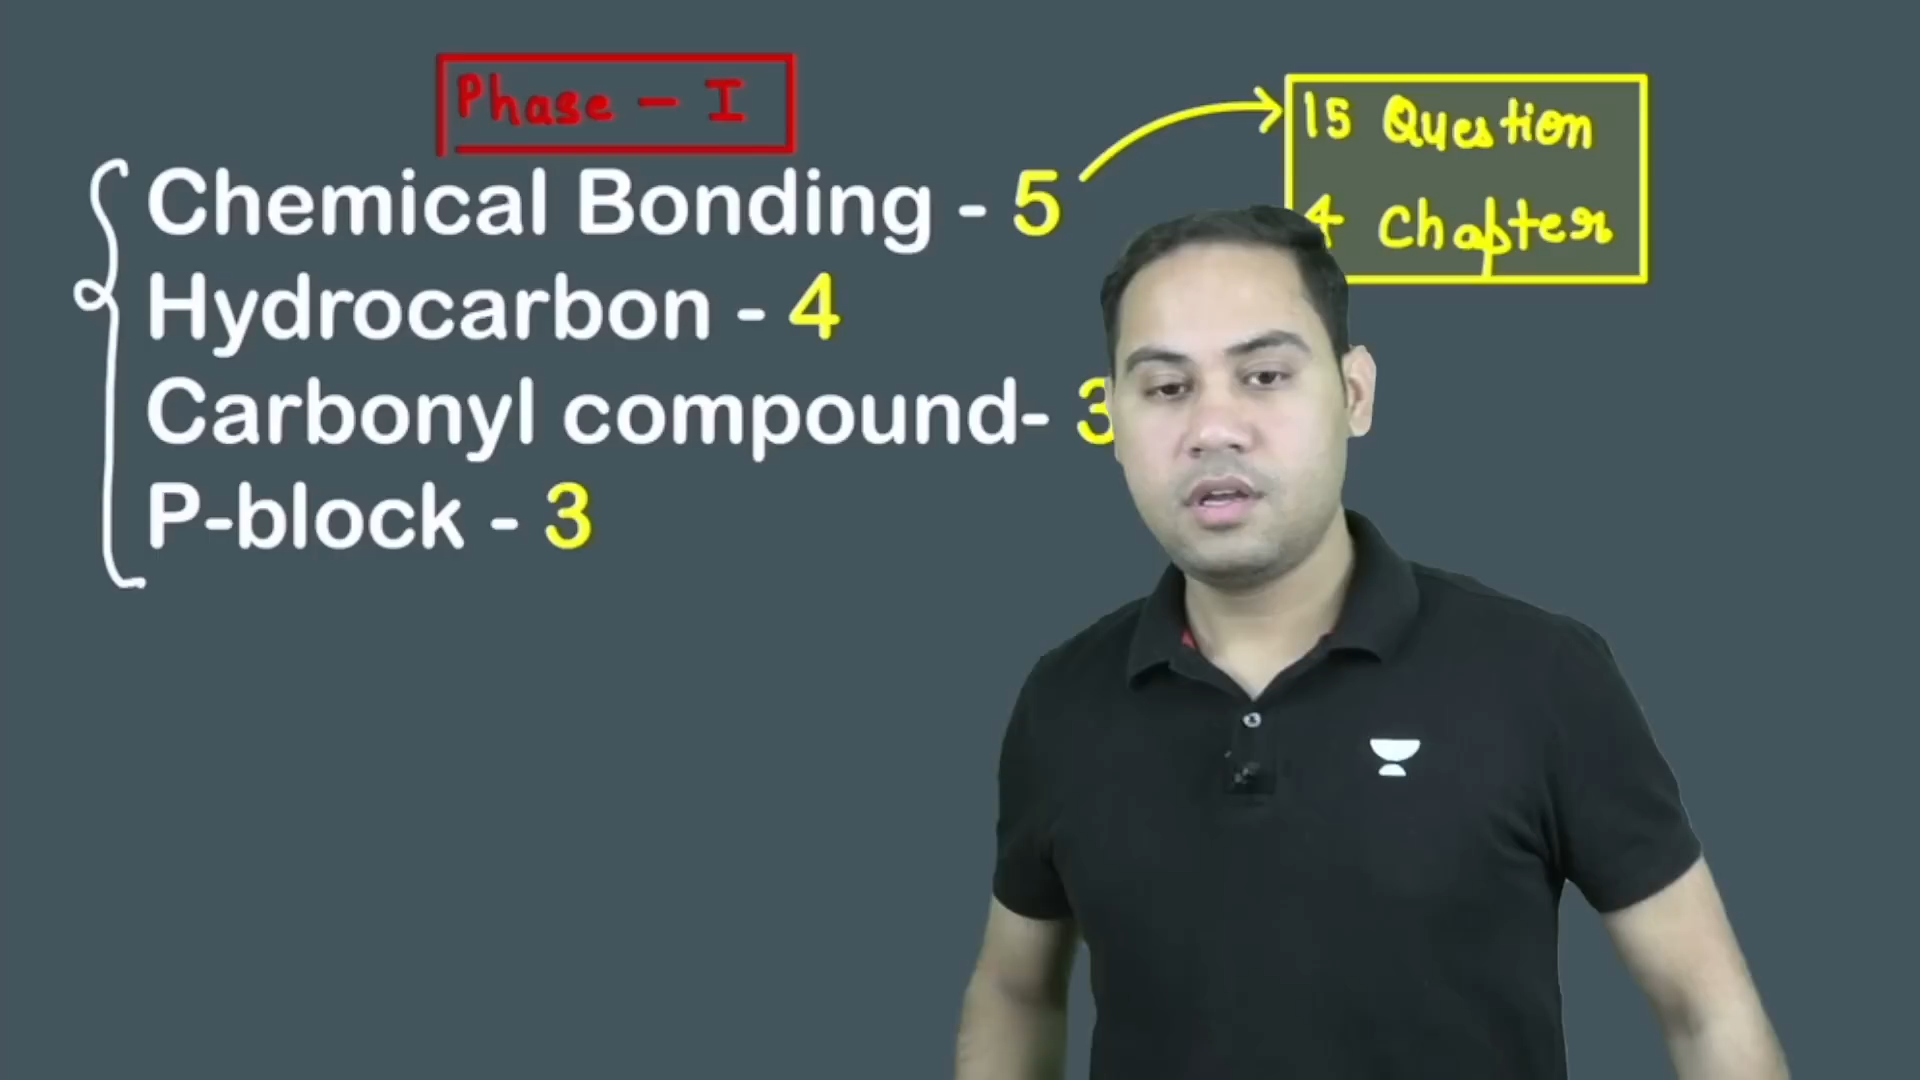 Phase - I
Chemical Bonding - 5
Hydrocarbon - 4
Carbonyl compound- 3
P-block - 3
15 Question
4 Chapter